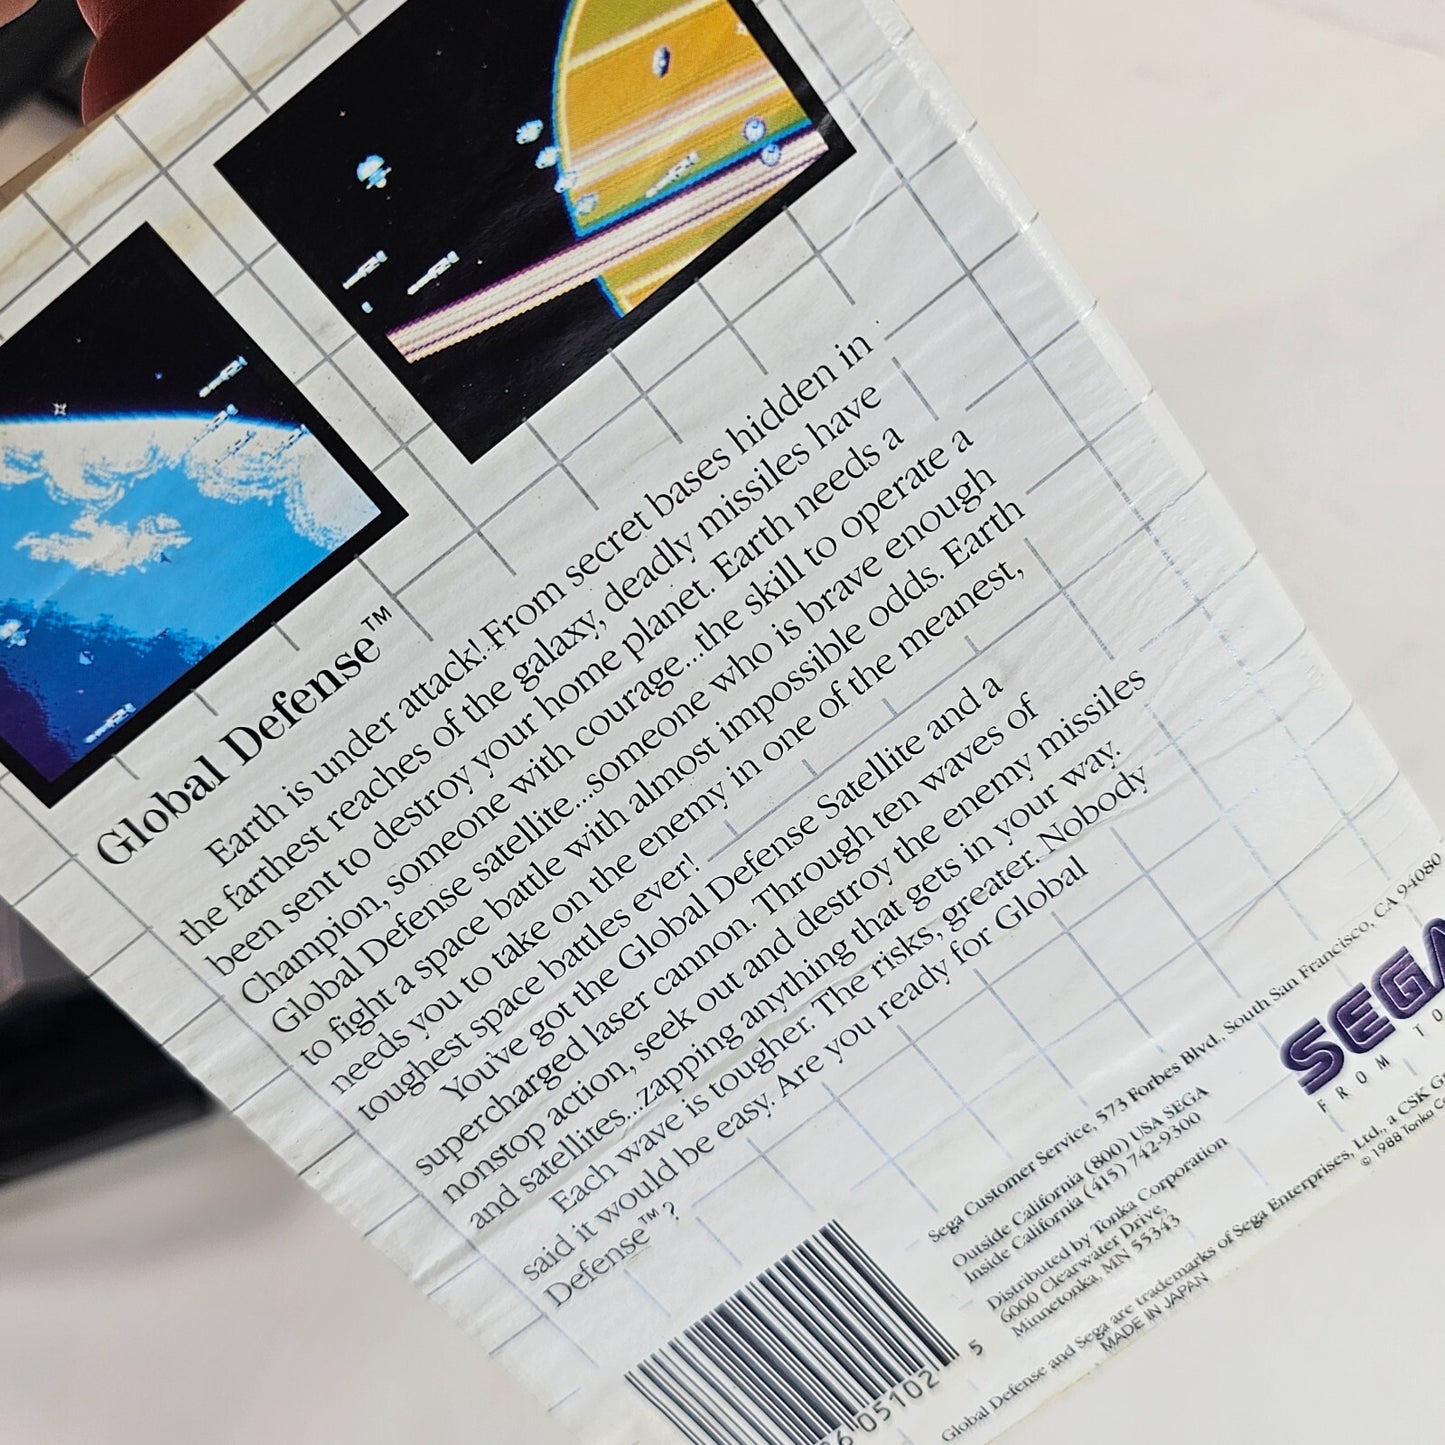 Global Defense™
Earth is under attack! From secret bases hidden in
the farthest reaches of the galaxy, deadly missiles have
been sent to destroy your home planet. Earth needs a
Champion, someone with courage...the skill to operate a
Global Defense satellite...someone who is brave enough
to fight a space battle with almost impossible odds. Earth
needs you to take on the enemy in one of the meanest,
toughest space battles ever!
You've got the Global Defense Satellite and a
supercharged laser cannon. Through ten waves of
nonstop action, seek out and destroy the enemy missiles
and satellites...zapping anything that gets in your way.
Each wave is tougher. The risks, greater. Nobody
said it would be easy. Are you ready for Global
Defense™?
Sega Customer Service, 573 Forbes Blvd., South San Francisco, CA 94080
Outside California (800) USA SEGA
Inside California (415) 742-9300
Distributed by Tonka Corporation
6000 Clearwater Drive,
Minnetonka, MN 55343
SEGA
FROM TO
Global Defense and Sega are trademarks of Sega Enterprises, Ltd., a CSK
© 1988 Tonka
MADE IN JAPAN
05102 5